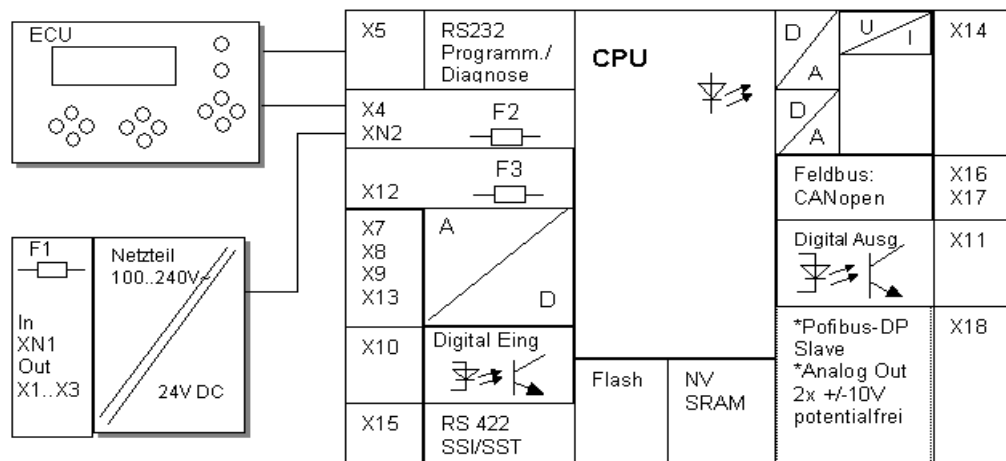 ECU
F1
Netzteil
100..240V~
In
XN1
Out
X1..X3
24V DC
X5
RS232
Programm./
Diagnose
X4
XN2
F2
F3
X12
X7
X8
X9
X13
A
D
X10
Digital Eing
X15
RS 422
SSI/SST
CPU
Flash
NV
SRAM
D
A
U
I
D
A
X14
Feldbus:
CANopen
X16
X17
Digital Ausg
X11
*Pofibus-DP
Slave
*Analog Out
2x +/-10V
potentialfrei
X18